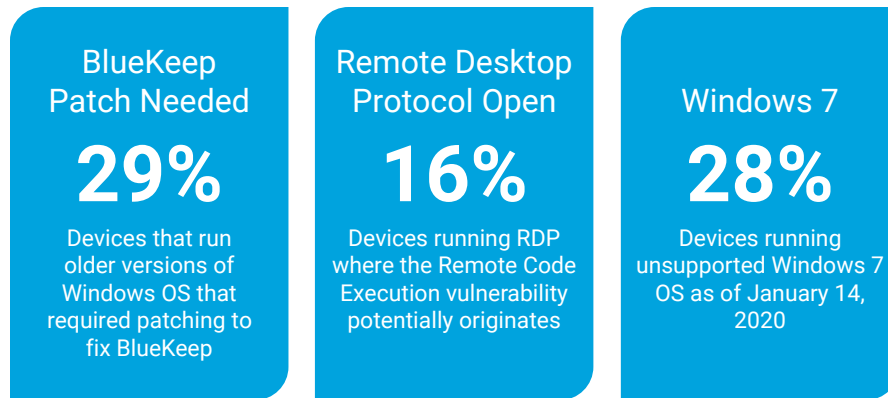 BlueKeep
Patch Needed
29%
Devices that run
older versions of
Windows OS that
required patching to
fix BlueKeep
Remote Desktop
Protocol Open
16%
Devices running RDP
where the Remote Code
Execution vulnerability
potentially originates
Windows 7
28%
Devices running
unsupported Windows 7
OS as of January 14,
2020